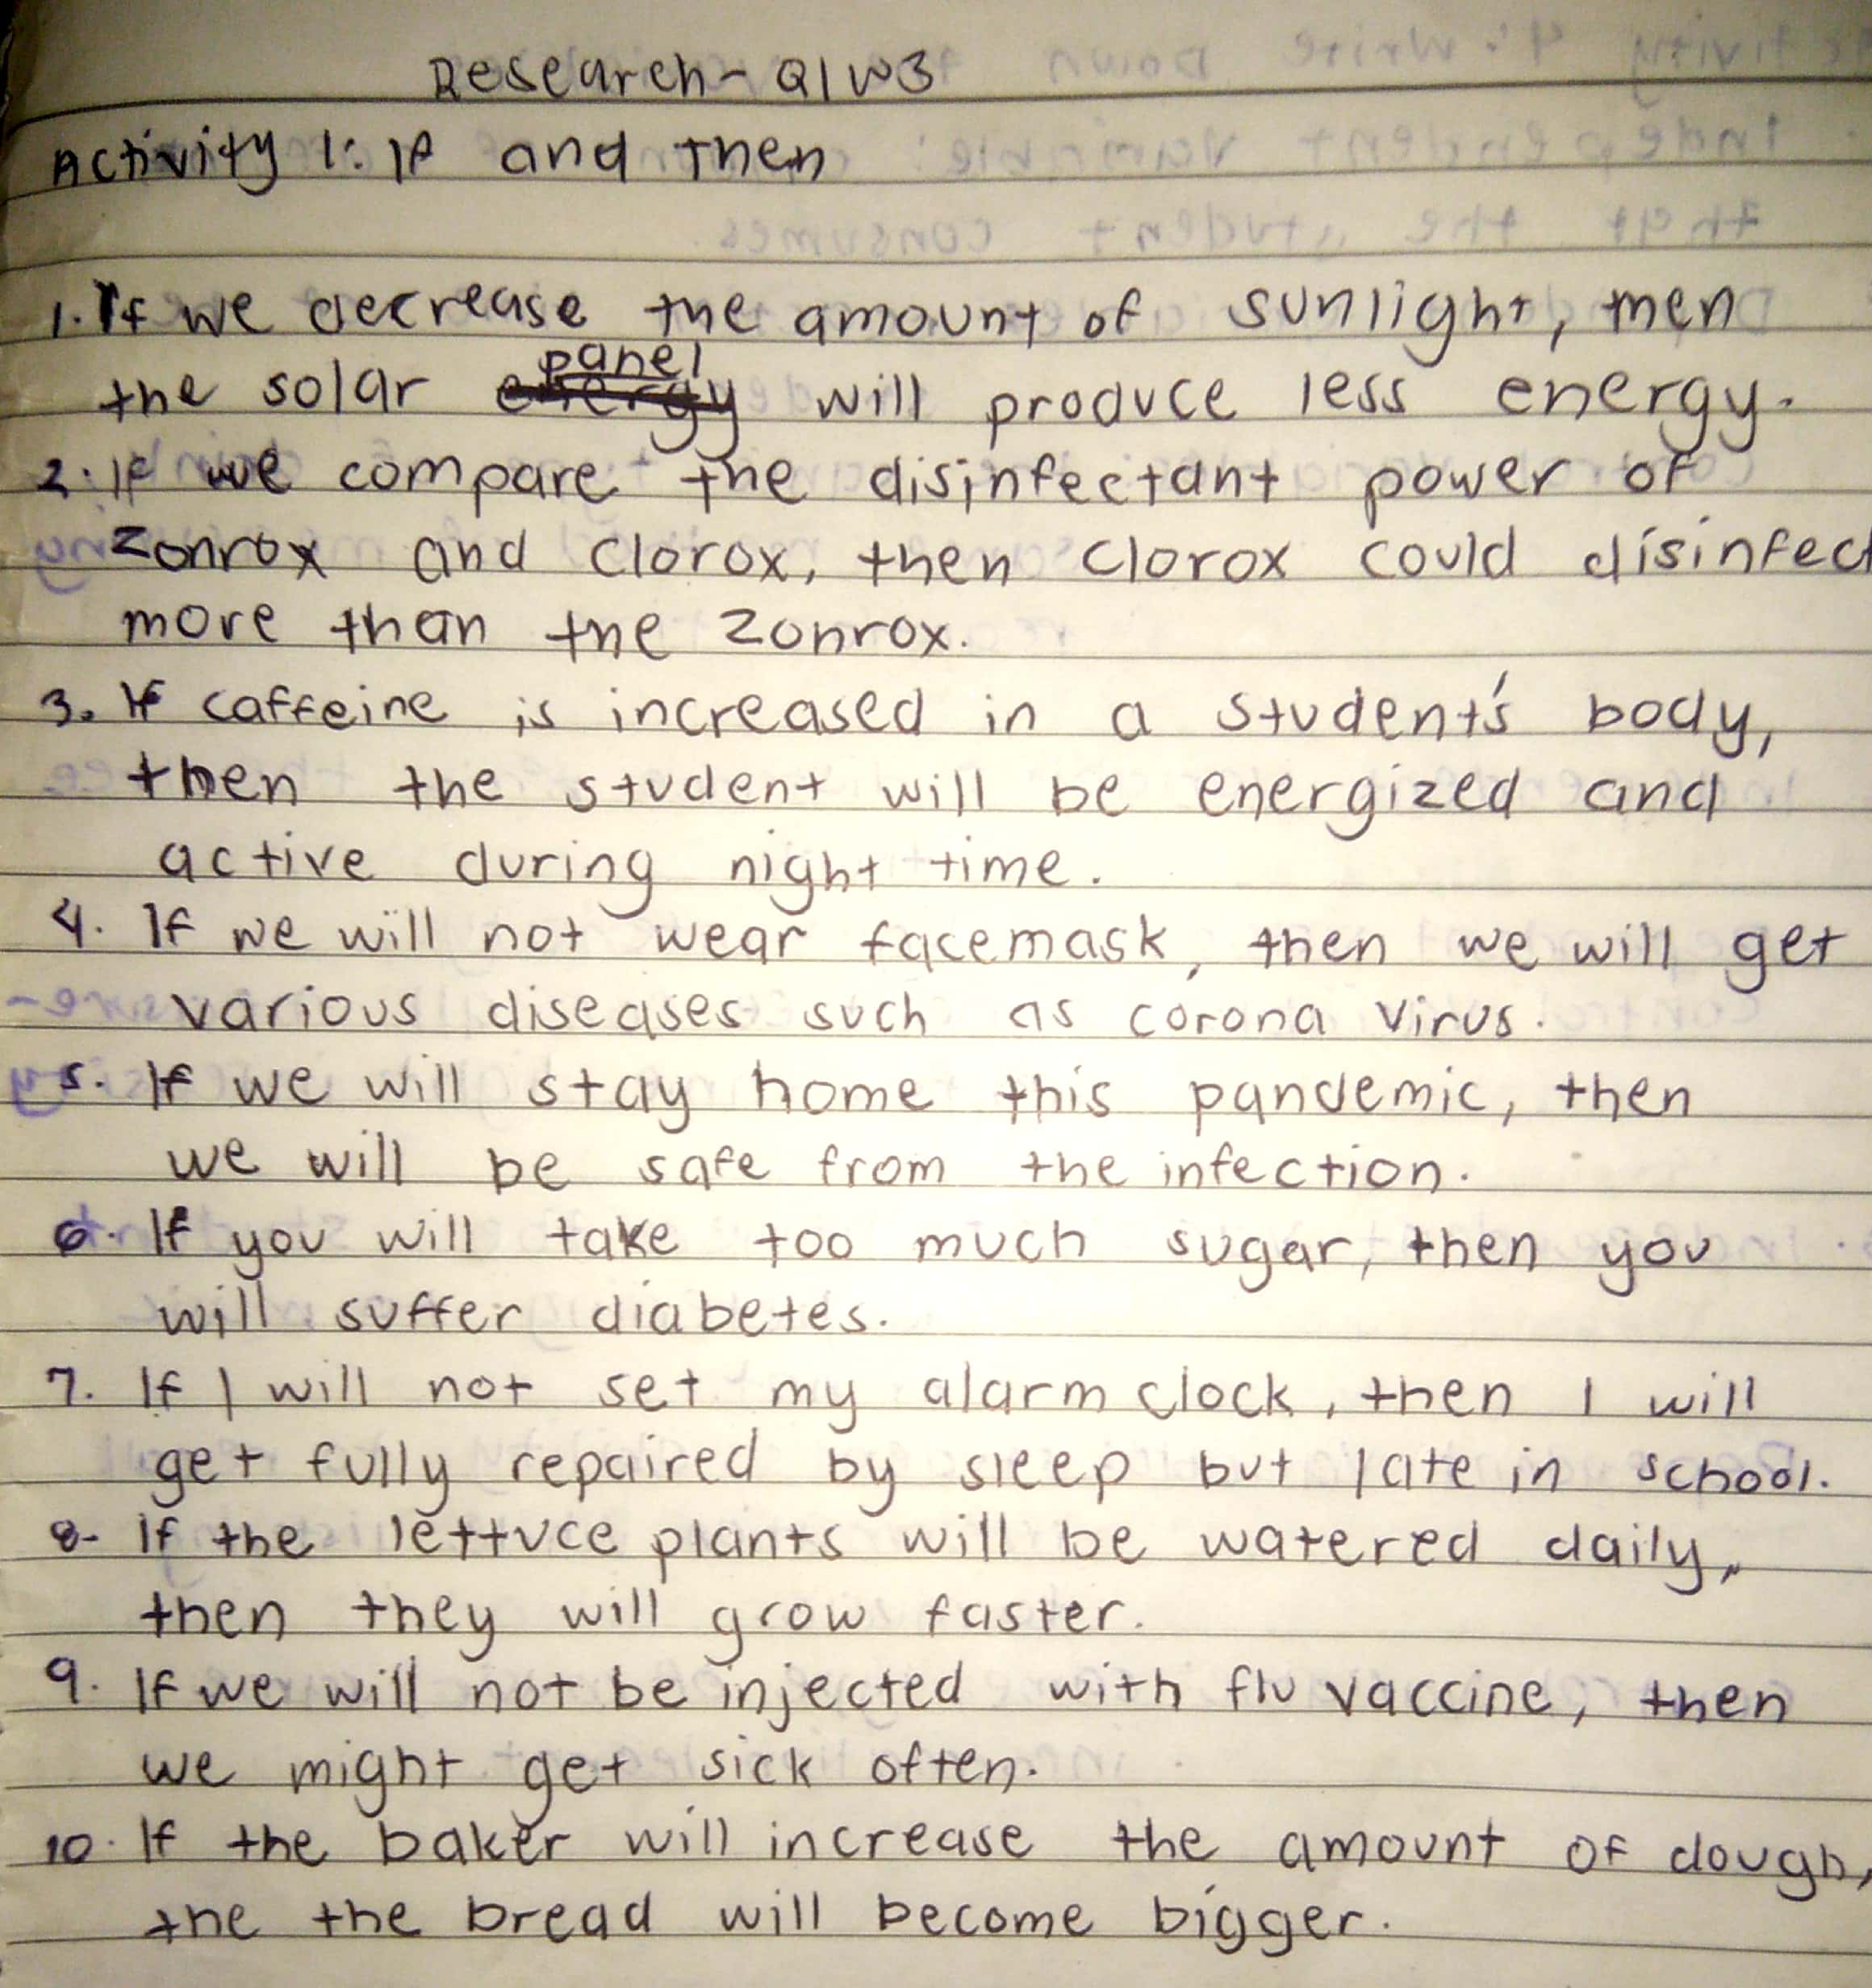 Research - Q1W3
Activity 1: If and Then
1. If we decrease the amount of sunlight, then
the solar panel will produce less energy.
2. If we compare the disinfectant power of
Zonrox and Clorox, then Clorox could disinfect
more than the Zonrox.
3. If caffeine is increased in a student's body,
then the student will be energized and
active during night time.
4. If we will not wear facemask, then we will get
various diseases such as corona virus.
5. If we will stay home this pandemic, then
we will be safe from the infection.
6. If you will take too much sugar, then you
will suffer diabetes.
7. If I will not set my alarm clock, then I will
get fully repaired by sleep but late in school.
8- If the lettuce plants will be watered daily,
then they will grow faster.
9. If we will not be injected with flu vaccine, then
we might get sick often.
10. If the baker will increase the amount of dough,
the the bread will become bigger.